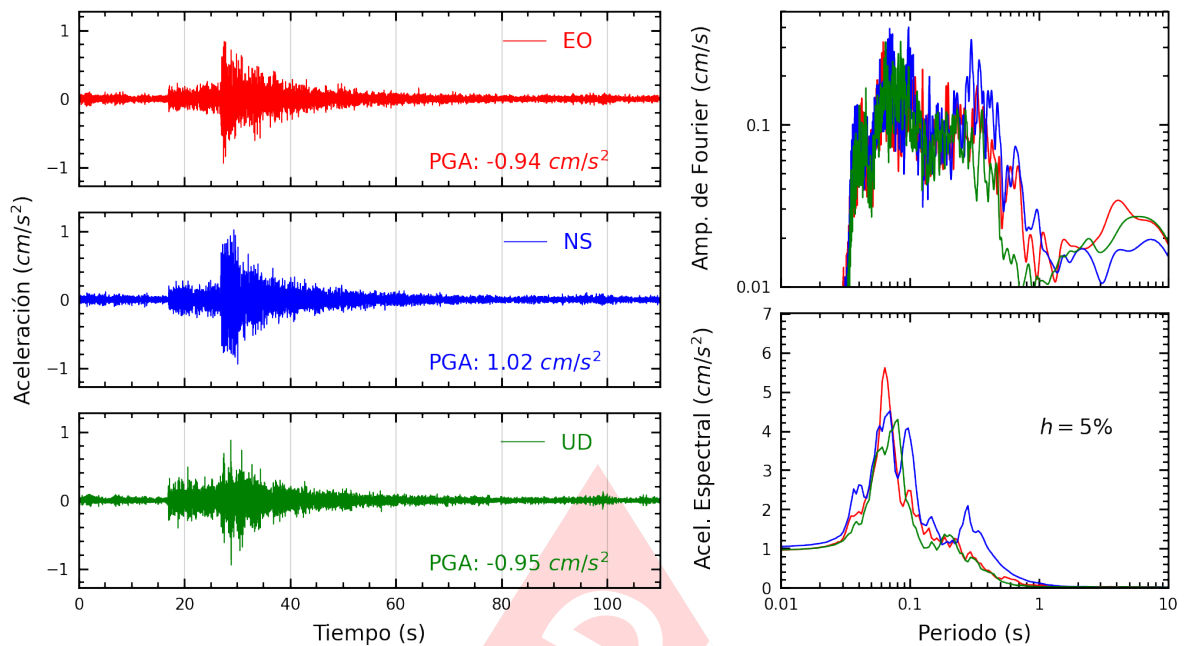 Aceleración (cm/s²)
1
0
−1
EO
PGA: -0.94 cm/s²
1
0
−1
NS
PGA: 1.02 cm/s²
1
0
−1
UD
PGA: -0.95 cm/s²
0 20 40 60 80 100
Tiempo (s)
Amp. de Fourier (cm/s)
0.1
0.01
Acel. Espectral (cm/s²)
7
6
5
4
3
2
1
0
h = 5%
0.01 0.1 1 10
Periodo (s)